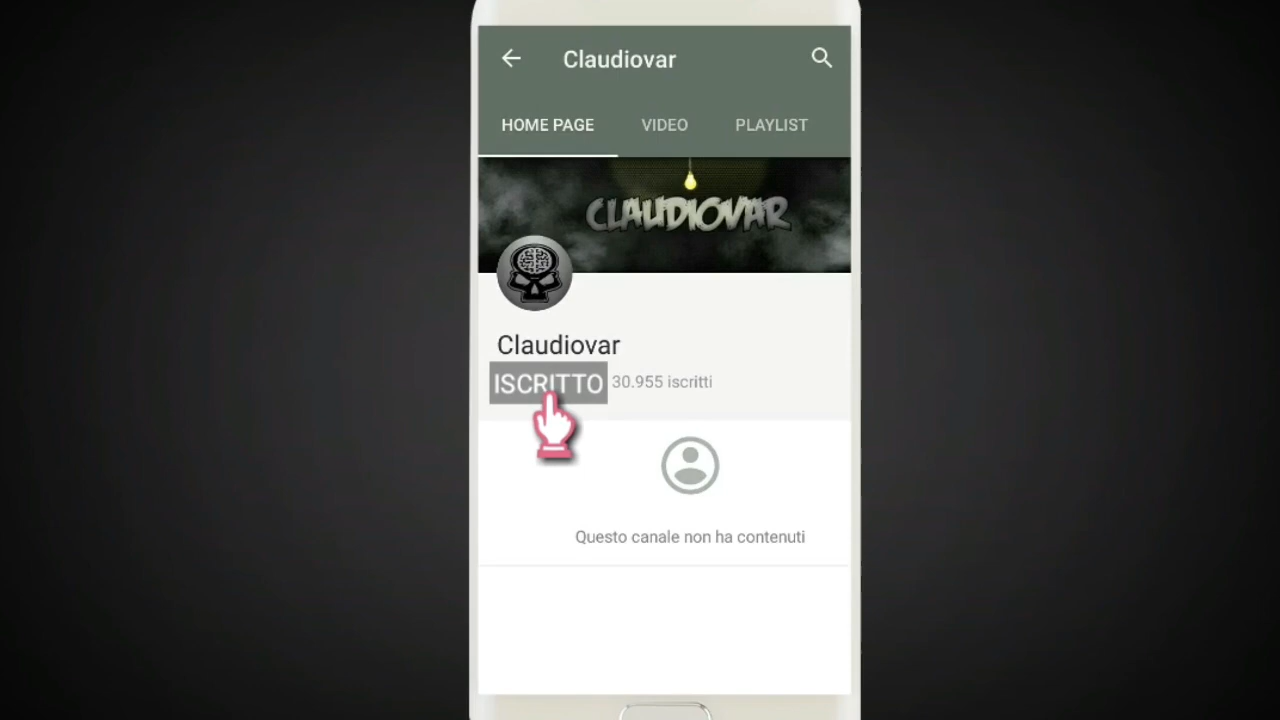 Claudiovar
HOME PAGE VIDEO PLAYLIST
CLAUDIOVAR
Claudiovar
ISCRITTO 30.955 iscritti
Questo canale non ha contenuti